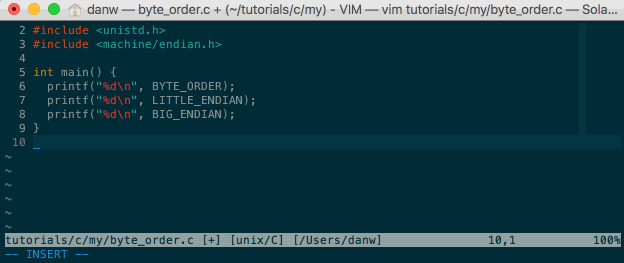 danw — byte_order.c + (~/tutorials/c/my) - VIM — vim tutorials/c/my/byte_order.c — Sola...
2 #include <unistd.h>
3 #include <machine/endian.h>
4
5 int main() {
6   printf("%d\n", BYTE_ORDER);
7   printf("%d\n", LITTLE_ENDIAN);
8   printf("%d\n", BIG_ENDIAN);
9 }
10
~
~
~
~
~
~
tutorials/c/my/byte_order.c [+] [unix/C] [/Users/danw] 10,1 100%
-- INSERT --